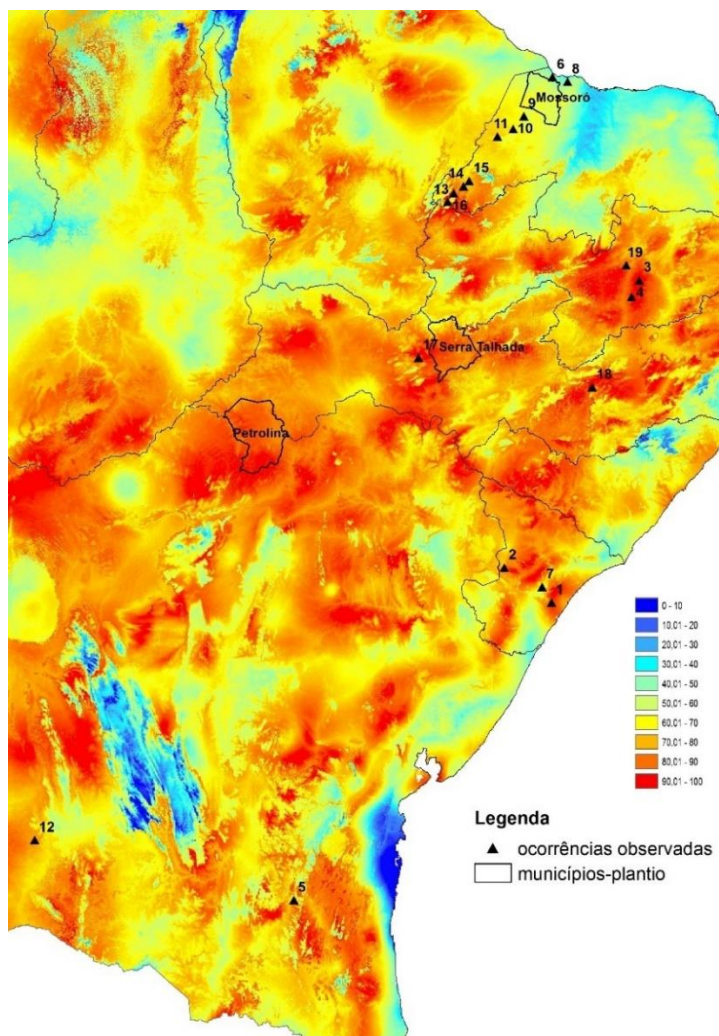 6
8
Mossoró
9
10
11
15
14
13
16
19
3
4
17
Serra Talhada
18
Petrolina
2
7
1
0 - 10
10,01 - 20
20,01 - 30
30,01 - 40
40,01 - 50
50,01 - 60
60,01 - 70
70,01 - 80
80,01 - 90
90,01 - 100
Legenda
ocorrências observadas
municípios-plantio
12
5